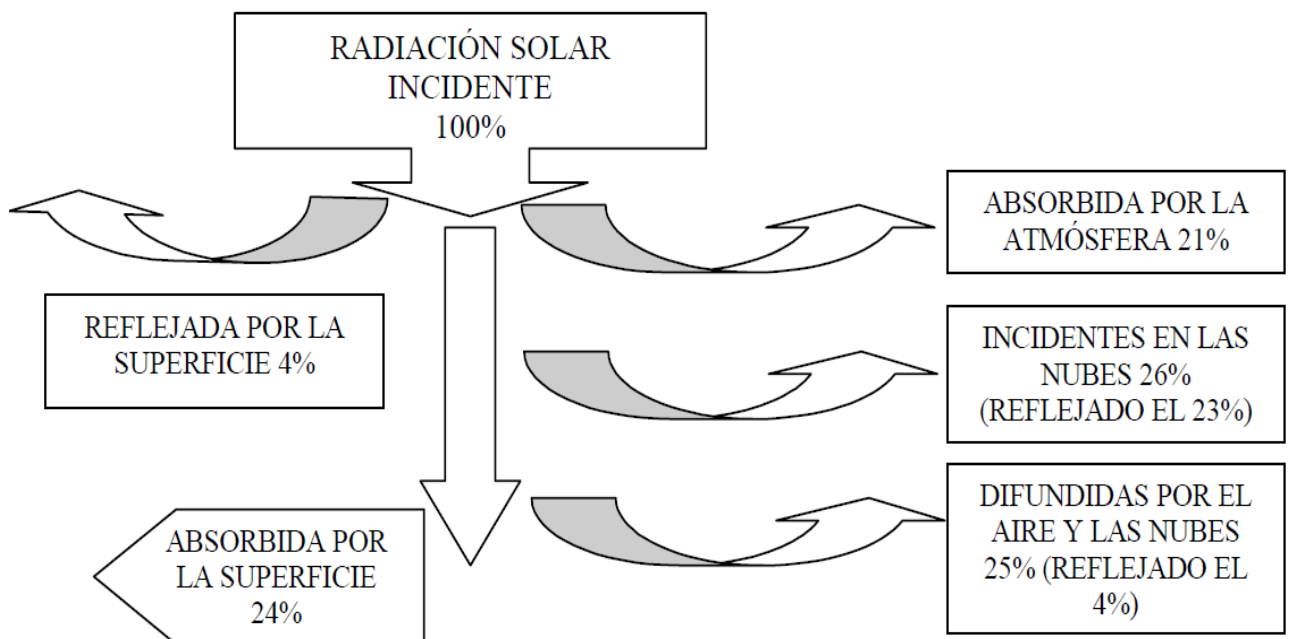 RADIACIÓN SOLAR
INCIDENTE
100%
ABSORBIDA POR LA
ATMÓSFERA 21%
REFLEJADA POR LA
SUPERFICIE 4%
INCIDENTES EN LAS
NUBES 26%
(REFLEJADO EL 23%)
DIFUNDIDAS POR EL
AIRE Y LAS NUBES
25% (REFLEJADO EL
4%)
ABSORBIDA POR
LA SUPERFICIE
24%